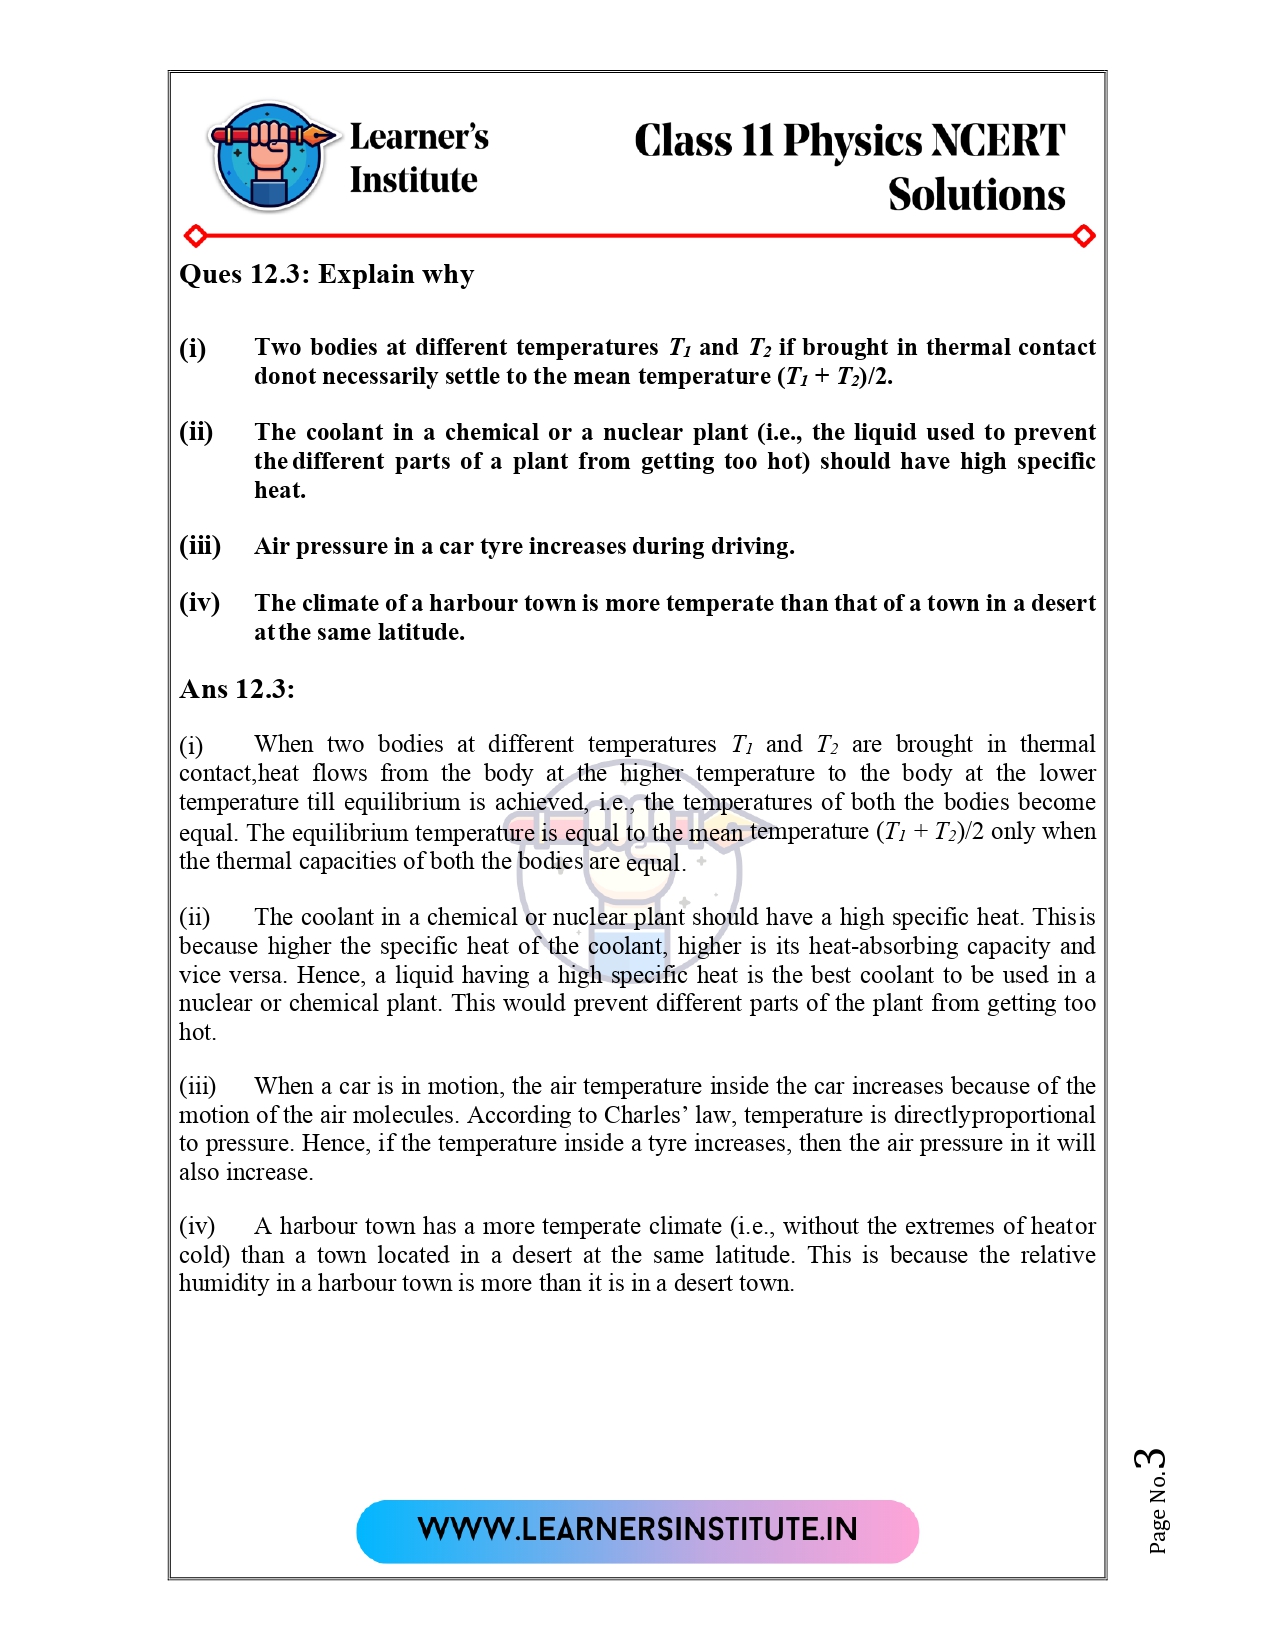 Learner's
Institute
Class 11 Physics NCERT
Solutions
Ques 12.3: Explain why
(i) Two bodies at different temperatures T1 and T2 if brought in thermal contact
donot necessarily settle to the mean temperature (T1 + T2)/2.
(ii) The coolant in a chemical or a nuclear plant (i.e., the liquid used to prevent
the different parts of a plant from getting too hot) should have high specific
heat.
(iii) Air pressure in a car tyre increases during driving.
(iv) The climate of a harbour town is more temperate than that of a town in a desert
at the same latitude.
Ans 12.3:
(i) When two bodies at different temperatures T1 and T2 are brought in thermal
contact,heat flows from the body at the higher temperature to the body at the lower
temperature till equilibrium is achieved, i.e., the temperatures of both the bodies become
equal. The equilibrium temperature is equal to the mean temperature (T1 + T2)/2 only when
the thermal capacities of both the bodies are equal.
(ii) The coolant in a chemical or nuclear plant should have a high specific heat. This is
because higher the specific heat of the coolant, higher is its heat-absorbing capacity and
vice versa. Hence, a liquid having a high specific heat is the best coolant to be used in a
nuclear or chemical plant. This would prevent different parts of the plant from getting too
hot.
(iii) When a car is in motion, the air temperature inside the car increases because of the
motion of the air molecules. According to Charles' law, temperature is directly proportional
to pressure. Hence, if the temperature inside a tyre increases, then the air pressure in it will
also increase.
(iv) A harbour town has a more temperate climate (i.e., without the extremes of heat or
cold) than a town located in a desert at the same latitude. This is because the relative
humidity in a harbour town is more than it is in a desert town.
Page No.3
WWW.LEARNERSINSTITUTE.IN